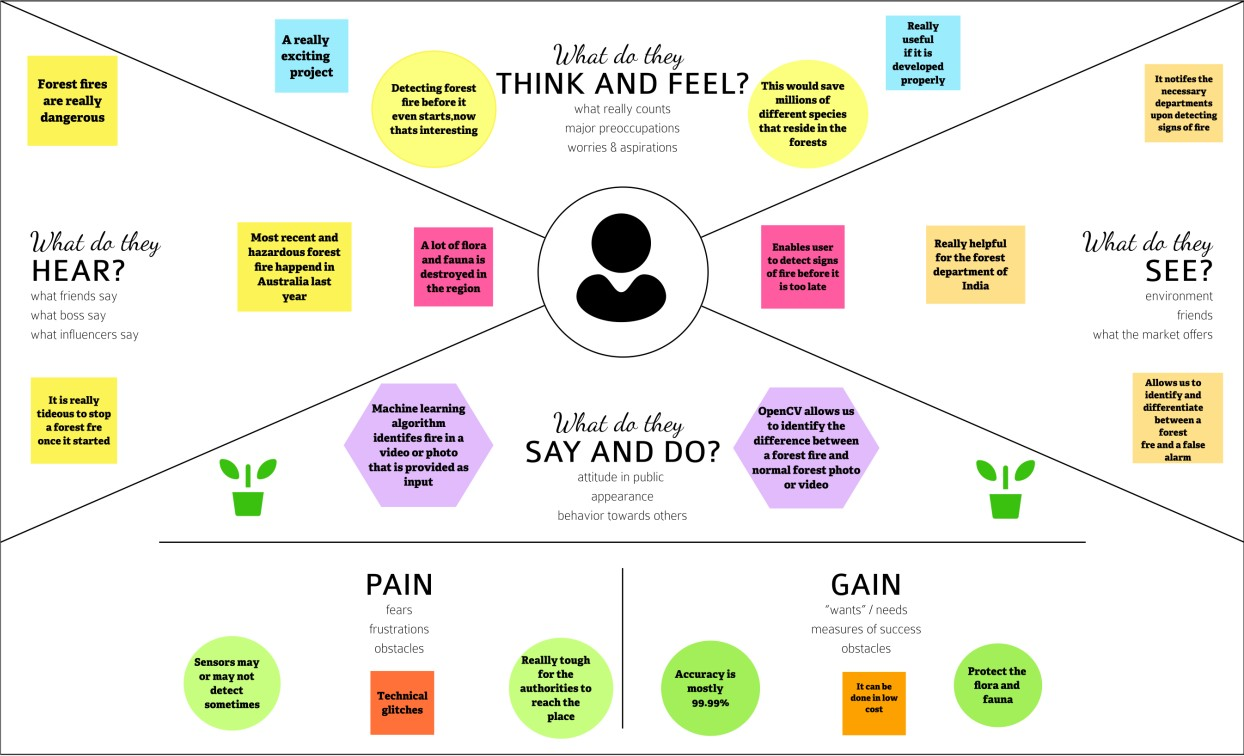 What do they
THINK AND FEEL?
what really counts
major preoccupations
worries & aspirations
A really
exciting
project
Detecting forest
fire before it
even starts,now
thats interesting
This would save
millions of
different species
that reside in the
forests
Really
useful
if it is
developed
properly
Forest fires
are really
dangerous
What do they
HEAR?
what friends say
what boss say
what influencers say
Most recent and
hazardous forest
fire happend in
Australia last
year
A lot of flora
and fauna is
destroyed in
the region
It is really
tideous to stop
a forest fre
once it started
It notifes the
necessary
departments
upon detecting
signs of fire
Enables user
to detect signs
of fire before it
is too late
Really helpful
for the forest
department of
India
What do they
SEE?
environment
friends
what the market offers
Allows us to
identify and
differentiate
between a
forest
fre and a false
alarm
Machine learning
algorithm
identifes fire in a
video or photo
that is provided as
input
What do they
SAY AND DO?
attitude in public
appearance
behavior towards others
OpenCV allows us
to identify the
difference between
a forest fire and
normal forest photo
or video
PAIN
fears
frustrations
obstacles
Sensors may
or may not
detect
sometimes
Technical
glitches
Reallly tough
for the
authorities to
reach the
place
GAIN
"wants" / needs
measures of success
obstacles
Accuracy is
mostly
99.99%
It can be
done in low
cost
Protect the
flora and
fauna